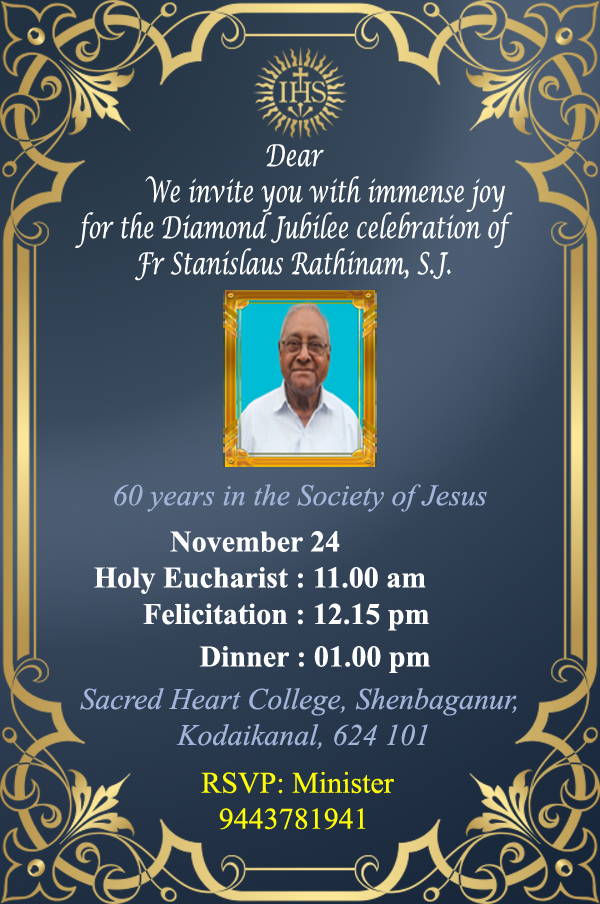 IHS
Dear
We invite you with immense joy
for the Diamond Jubilee celebration of
Fr Stanislaus Rathinam, S.J.
60 years in the Society of Jesus
November 24
Holy Eucharist : 11.00 am
Felicitation : 12.15 pm
Dinner : 01.00 pm
Sacred Heart College, Shenbaganur,
Kodaikanal, 624 101
RSVP: Minister
9443781941